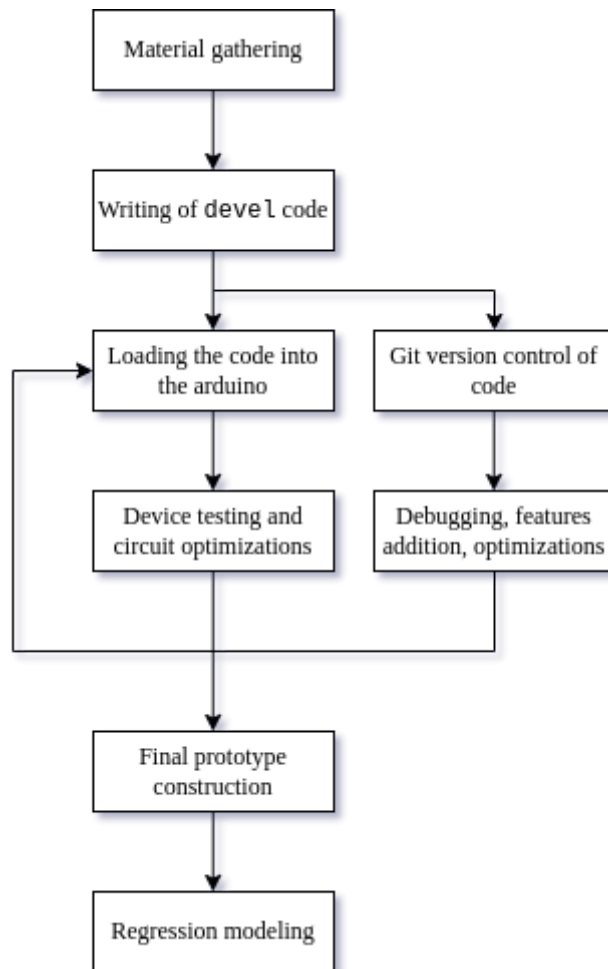 Material gathering
Writing of devel code
Loading the code into
the arduino
Git version control of
code
Device testing and
circuit optimizations
Debugging, features
addition, optimizations
Final prototype
construction
Regression modeling